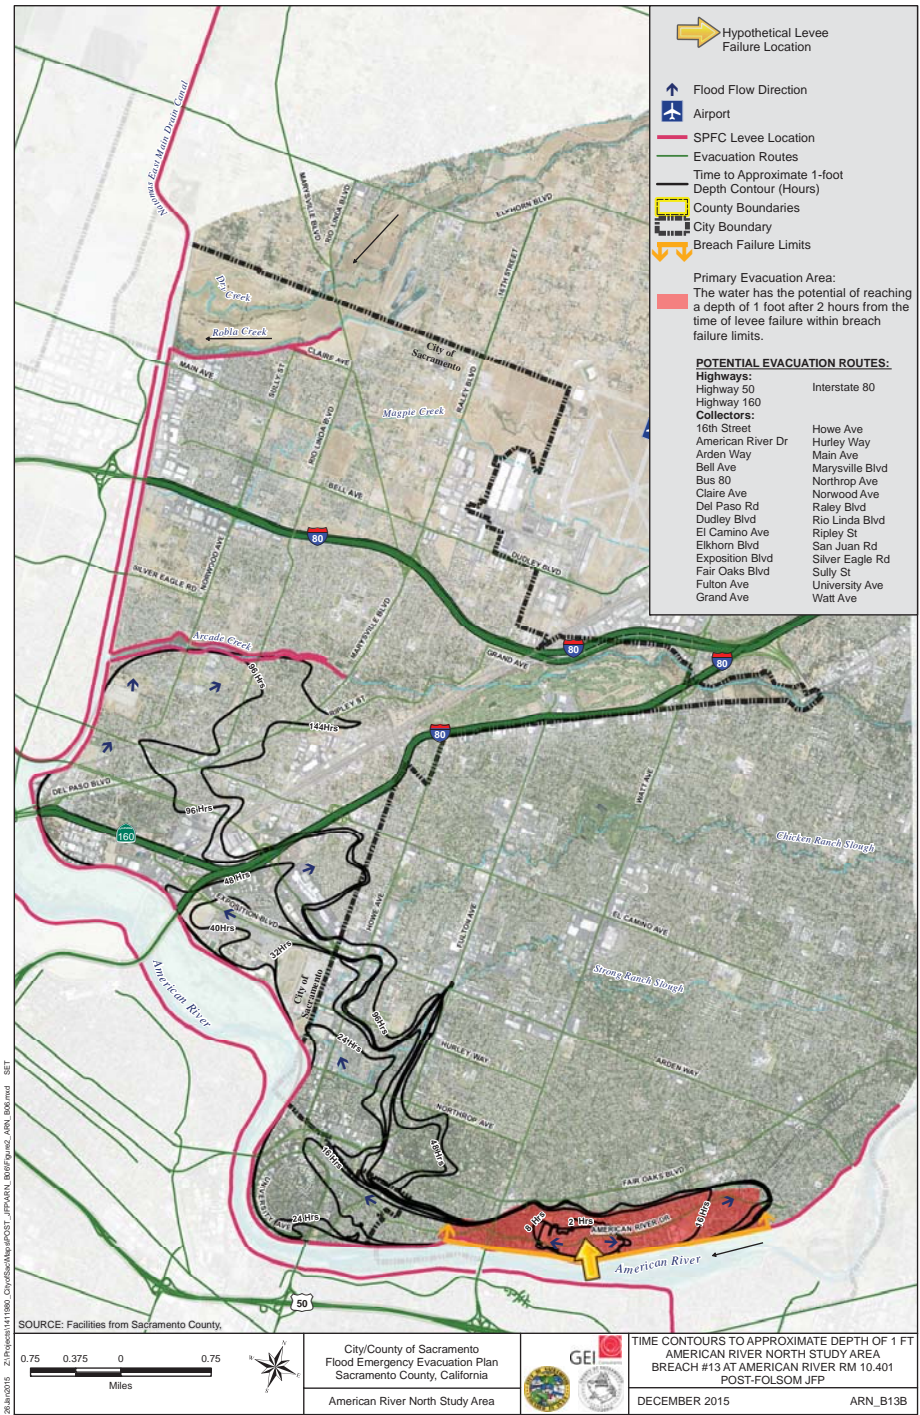 Hypothetical Levee
Failure Location
Flood Flow Direction
Airport
SPFC Levee Location
Evacuation Routes
Time to Approximate 1-foot
Depth Contour (Hours)
County Boundaries
City Boundary
Breach Failure Limits
Primary Evacuation Area:
The water has the potential of reaching
a depth of 1 foot after 2 hours from the
time of levee failure within breach
failure limits.
POTENTIAL EVACUATION ROUTES:
Highways:
Highway 50
Highway 160
Interstate 80
Collectors:
16th Street
American River Dr
Arden Way
Bell Ave
Bus 80
Claire Ave
Del Paso Rd
Dudley Blvd
El Camino Ave
Elkhorn Blvd
Exposition Blvd
Fair Oaks Blvd
Fulton Ave
Grand Ave
Howe Ave
Hurley Way
Main Ave
Marysville Blvd
Northrop Ave
Norwood Ave
Raley Blvd
Rio Linda Blvd
Ripley St
San Juan Rd
Silver Eagle Rd
Sully St
University Ave
Watt Ave
Natomas East Main Drain Canal
MARYSVILLE BLVD
RIO LINDA BLVD
ELKHORN BLVD
16TH STREET
Dry
Creek
Robla Creek
CLAIRE AVE
City of
Sacramento
MAIN AVE
SULLY ST
RALEY BLVD
Magpie Creek
RIO LINDA BLVD
BELL AVE
80
DUDLEY BLVD
NORWOOD AVE
SILVER EAGLE RD
MARYSVILLE BLVD
Arcade Creek
GRAND AVE
80
80
96 Hrs
RIPLEY ST
144Hrs
80
DEL PASO BLVD
WATT AVE
96 Hrs
160
Chicken Ranch Slough
48 Hrs
EXPOSITION BLVD
HOWE AVE
FULTON AVE
EL CAMINO AVE
40Hrs
32Hrs
American River
City of
Sacramento
Strong Ranch Slough
96Hrs
24 Hrs
HURLEY WAY
ARDEN WAY
NORTHROP AVE
48Hrs
16 Hrs
UNIVERSITY AVE
FAIR OAKS BLVD
24 Hrs
8 Hrs
2 Hrs
AMERICAN RIVER DR
16 Hrs
American River
50
SOURCE: Facilities from Sacramento County,
0.75 0.375 0 0.75
Miles
N
E
S
W
City/County of Sacramento
Flood Emergency Evacuation Plan
Sacramento County, California
American River North Study Area
GEI
TIME CONTOURS TO APPROXIMATE DEPTH OF 1 FT
AMERICAN RIVER NORTH STUDY AREA
BREACH #13 AT AMERICAN RIVER RM 10.401
POST-FOLSOM JFP
DECEMBER 2015 ARN_B13B